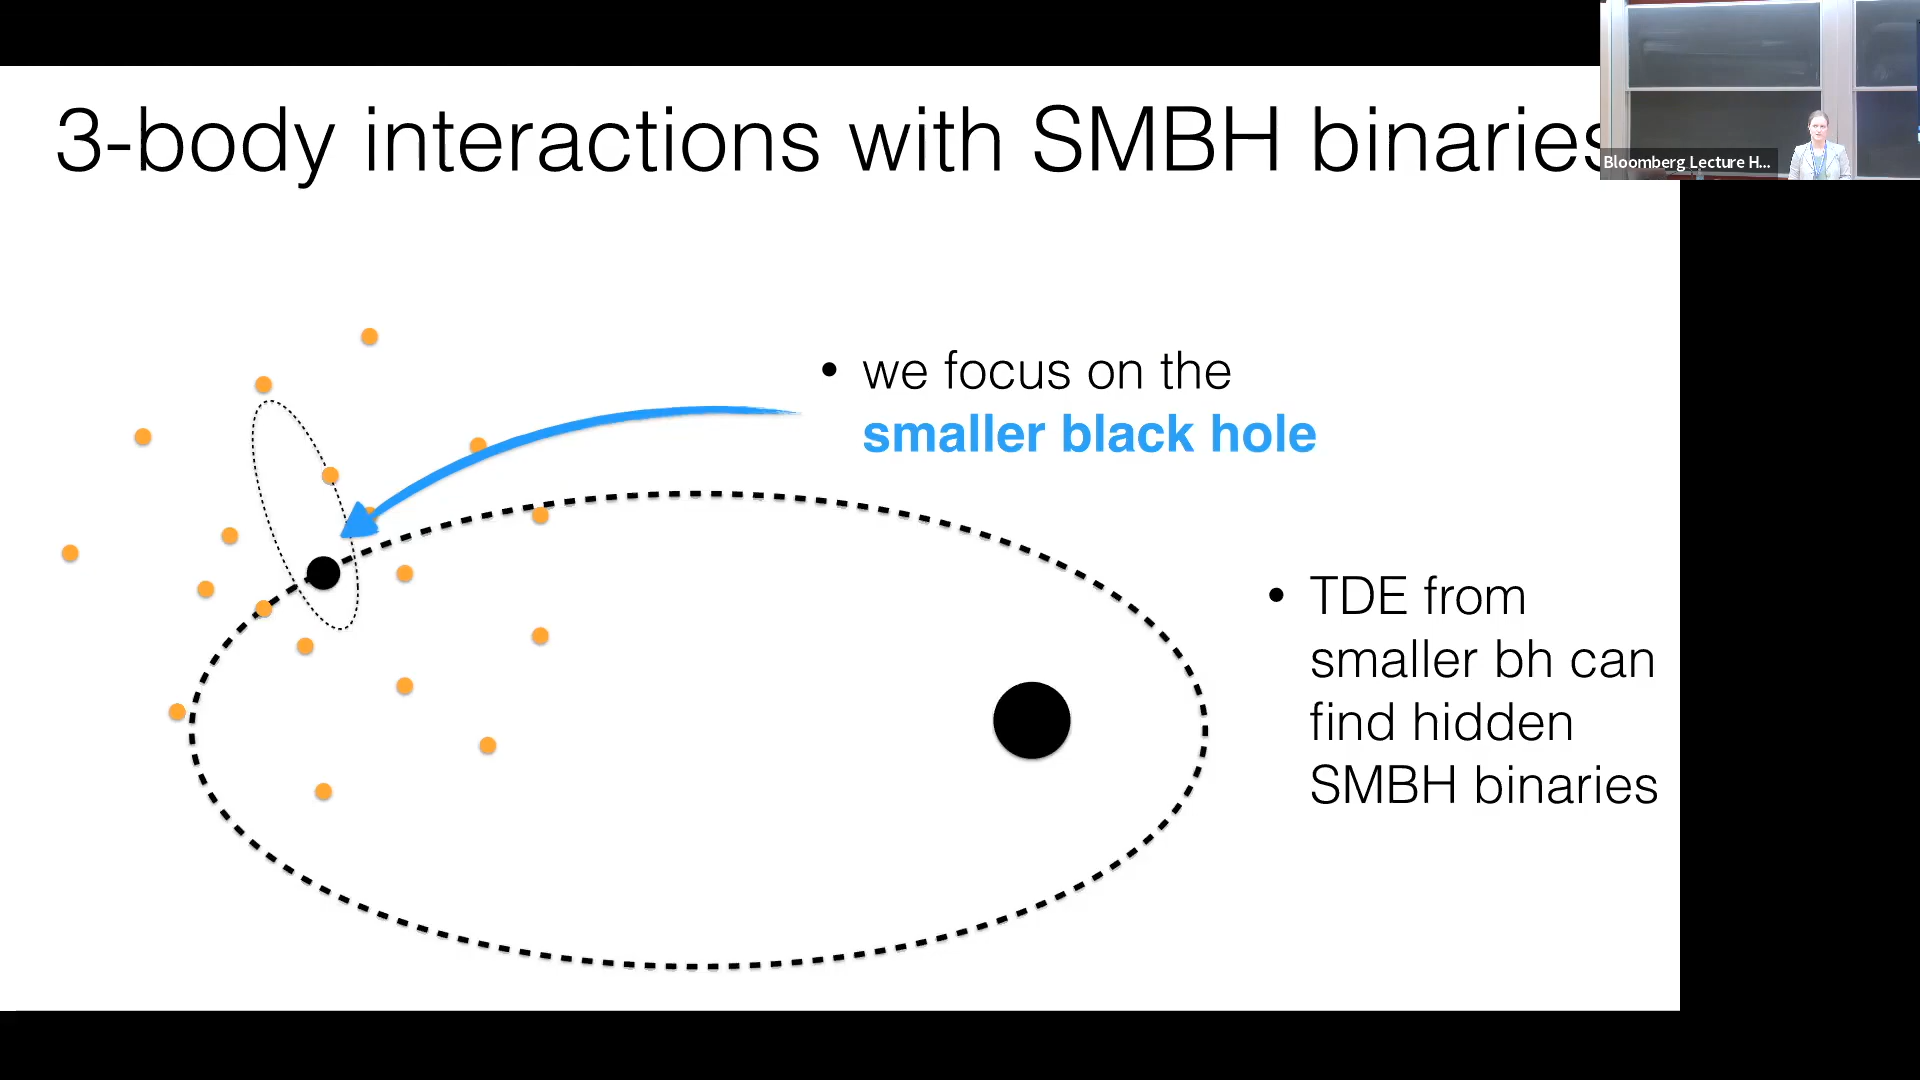 3-body interactions with SMBH binaries
Bloomberg Lecture H...
• we focus on the
smaller black hole
• TDE from
smaller bh can
find hidden
SMBH binaries